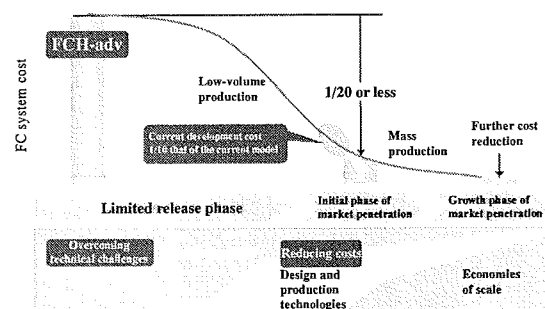 FC system cost
FCH-adv
Low-volume
production
1/20 or less
Current development cost
1/10 that of the current model
Mass
production
Further cost
reduction
Limited release phase
Initial phase of
market penetration
Growth phase of
market penetration
Overcoming
technical challenges
Reducing costs
Design and
production
technologies
Economies
of scale